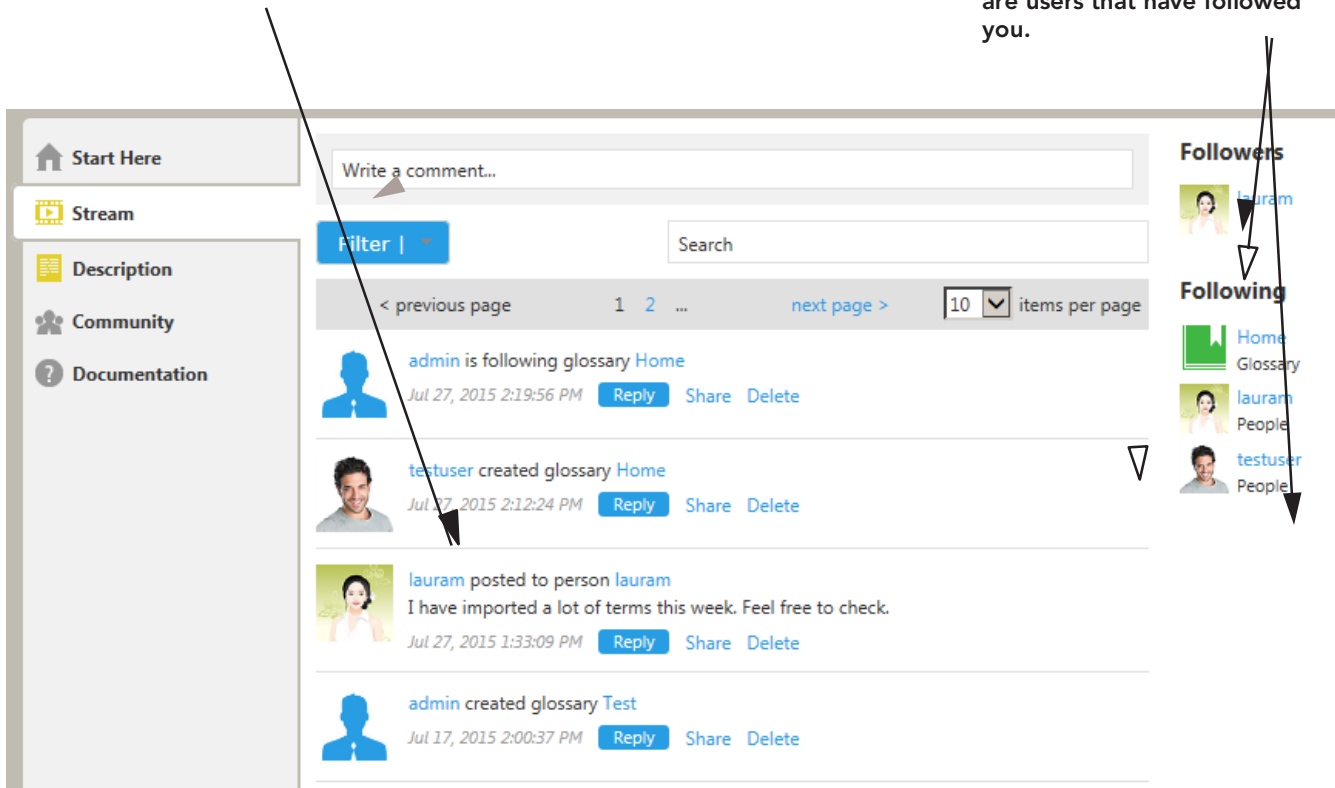 are users that have followed
you.
Start Here
Stream
Description
Community
Documentation
Write a comment...
Filter |
Search
< previous page 1 2 ... next page > 10 items per page
admin is following glossary Home
Jul 27, 2015 2:19:56 PM Reply Share Delete
testuser created glossary Home
Jul 27, 2015 2:12:24 PM Reply Share Delete
lauram posted to person lauram
I have imported a lot of terms this week. Feel free to check.
Jul 27, 2015 1:33:09 PM Reply Share Delete
admin created glossary Test
Jul 17, 2015 2:00:37 PM Reply Share Delete
Followers
lauram
Following
Home
Glossary
lauram
People
testuser
People